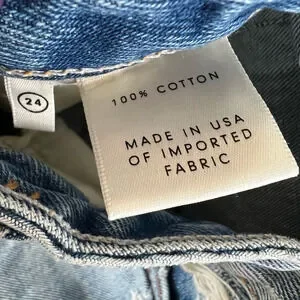 24
100% COTTON
MADE IN USA
OF IMPORTED
FABRIC